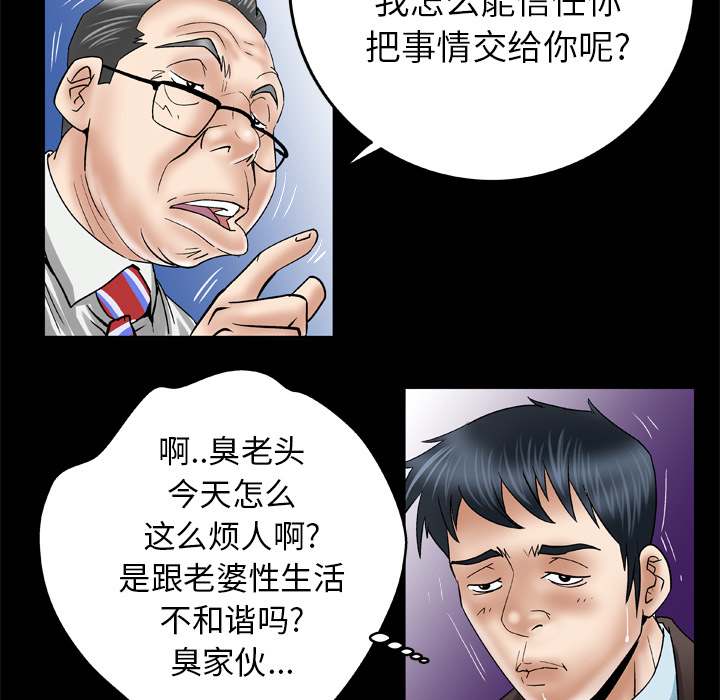 我怎么能信任你
把事情交给你呢?
啊..臭老头
今天怎么
这么烦人啊?
是跟老婆性生活
不和谐吗?
臭家伙...